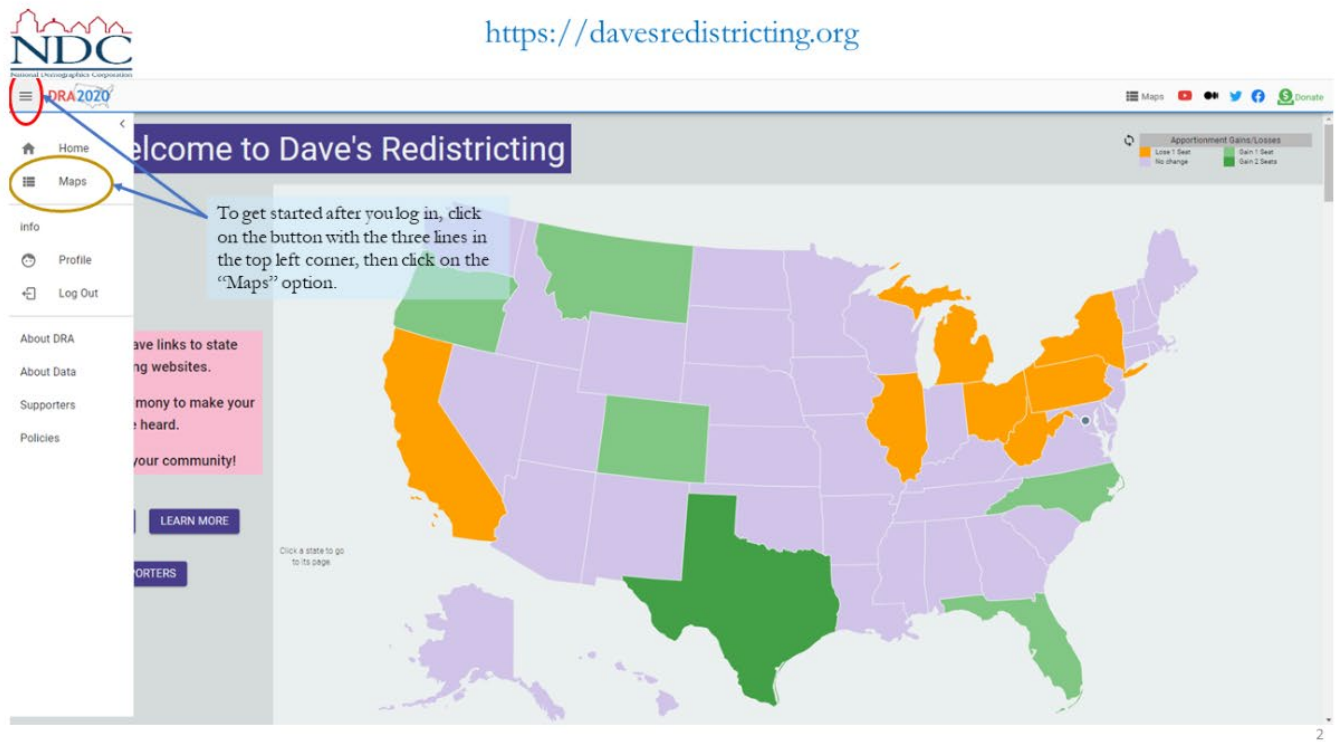 https://davesredistricting.org
NDC
National Demographics Corporation
DRA2020
Maps
Donate
Home
Maps
info
Profile
Log Out
About DRA
About Data
Supporters
Policies
elcome to Dave's Redistricting
Apportionment Gains/Losses
Lose 1 Seat
Gain 1 Seat
No change
Gain 2 Seats
To get started after you log in, click
on the button with the three lines in
the top left corner, then click on the
“Maps” option.
ave links to state
ng websites.
mony to make your
e heard.
your community!
LEARN MORE
PORTERS
Click a state to go
to its page.
2